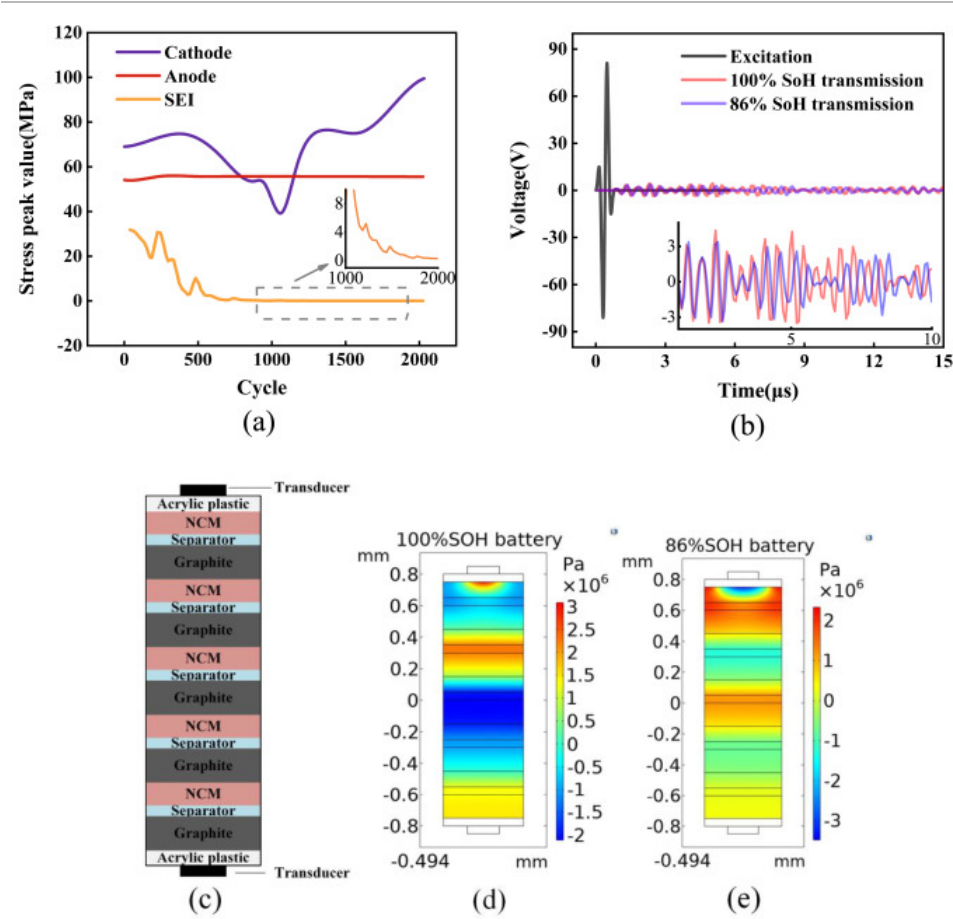 120
100
80
60
40
20
0
-20
Stress peak value(MPa)
Cathode
Anode
SEI
8
4
0
1000 2000
0 500 1000 1500 2000
Cycle
(a)
90
60
30
0
-30
-60
-90
Voltage(V)
Excitation
100% SoH transmission
86% SoH transmission
3
0
-3
5 10
0 3 6 9 12 15
Time(μs)
(b)
Transducer
Acrylic plastic
NCM
Separator
Graphite
NCM
Separator
Graphite
NCM
Separator
Graphite
NCM
Separator
Graphite
NCM
Separator
Graphite
Acrylic plastic
Transducer
(c)
100%SOH battery
mm
Pa
×10⁶
0.8
0.6
0.4
0.2
0
-0.2
-0.4
-0.6
-0.8
3
2.5
2
1.5
1
0.5
0
-0.5
-1
-1.5
-2
-0.494 mm
(d)
86%SOH battery
mm
Pa
×10⁶
0.8
0.6
0.4
0.2
0
-0.2
-0.4
-0.6
-0.8
2
1
0
-1
-2
-3
-0.494 mm
(e)